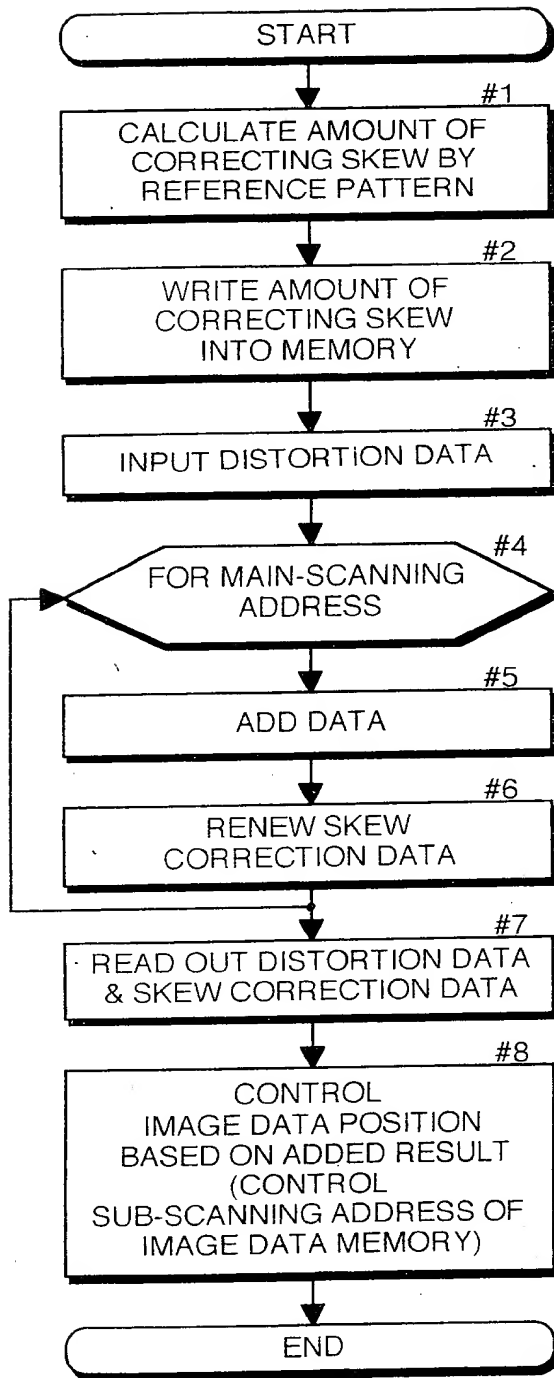 START
#1
CALCULATE AMOUNT OF
CORRECTING SKEW BY
REFERENCE PATTERN
#2
WRITE AMOUNT OF
CORRECTING SKEW
INTO MEMORY
#3
INPUT DISTORTION DATA
#4
FOR MAIN-SCANNING
ADDRESS
#5
ADD DATA
#6
RENEW SKEW
CORRECTION DATA
#7
READ OUT DISTORTION DATA
& SKEW CORRECTION DATA
#8
CONTROL
IMAGE DATA POSITION
BASED ON ADDED RESULT
(CONTROL
SUB-SCANNING ADDRESS OF
IMAGE DATA MEMORY)
END